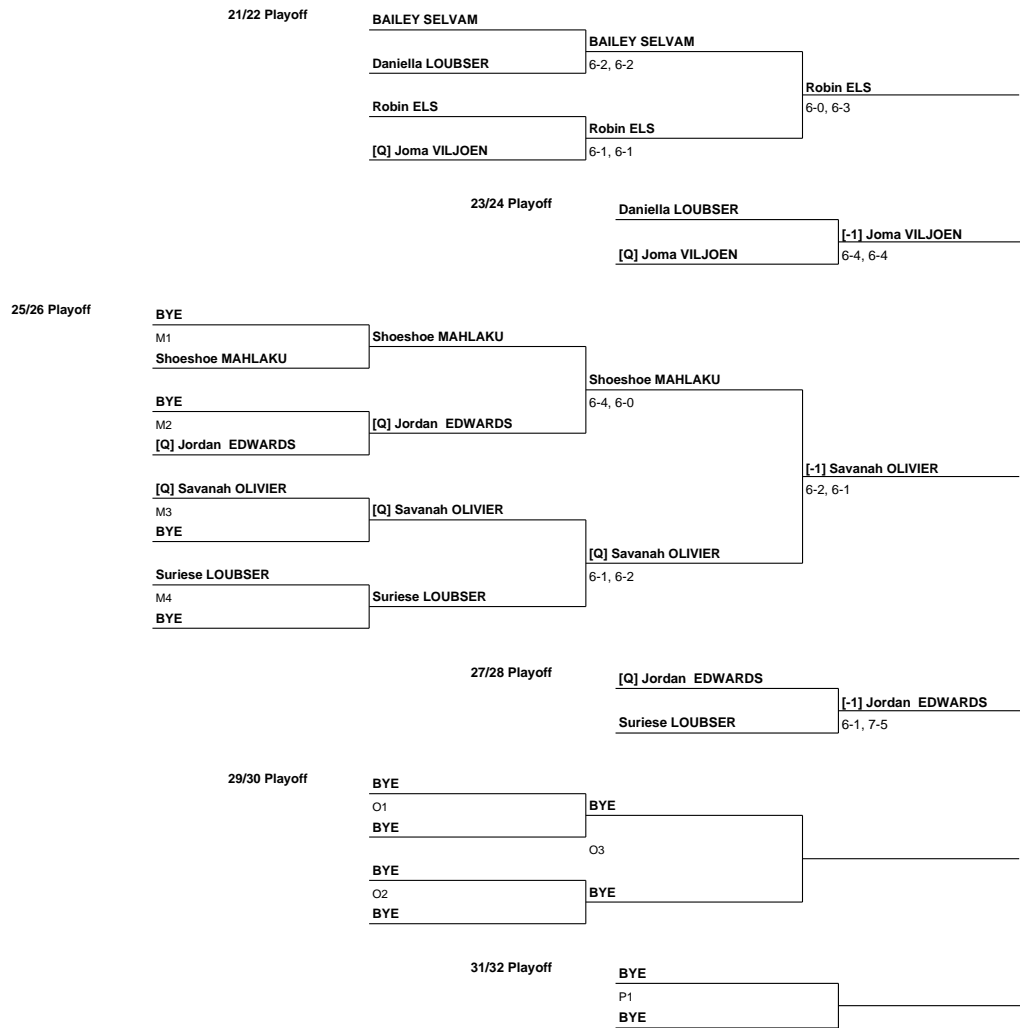 21/22 Playoff
BAILEY SELVAM
BAILEY SELVAM
Daniella LOUBSER
6-2, 6-2
Robin ELS
6-0, 6-3
Robin ELS
Robin ELS
[Q] Joma VILJOEN
6-1, 6-1
23/24 Playoff
Daniella LOUBSER
[-1] Joma VILJOEN
[Q] Joma VILJOEN
6-4, 6-4
25/26 Playoff
BYE
M1
Shoeshoe MAHLAKU
Shoeshoe MAHLAKU
Shoeshoe MAHLAKU
6-4, 6-0
BYE
M2
[Q] Jordan  EDWARDS
[Q] Jordan  EDWARDS
[-1] Savanah OLIVIER
6-2, 6-1
[Q] Savanah OLIVIER
M3
[Q] Savanah OLIVIER
BYE
[Q] Savanah OLIVIER
6-1, 6-2
Suriese LOUBSER
M4
Suriese LOUBSER
BYE
27/28 Playoff
[Q] Jordan  EDWARDS
[-1] Jordan  EDWARDS
Suriese LOUBSER
6-1, 7-5
29/30 Playoff
BYE
O1
BYE
BYE
O3
BYE
O2
BYE
BYE
31/32 Playoff
BYE
P1
BYE